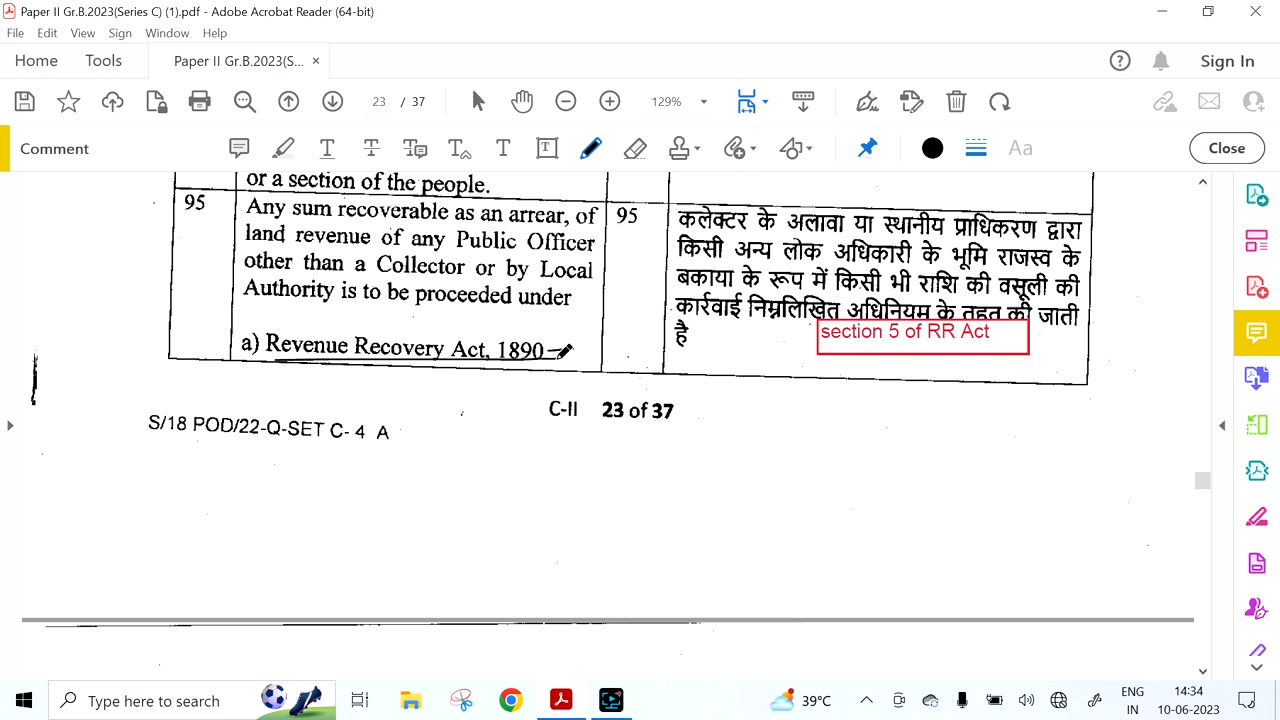 Paper II Gr.B.2023(Series C) (1).pdf - Adobe Acrobat Reader (64-bit)
File Edit View Sign Window Help
Home Tools Paper II Gr.B.2023(S... × Sign In
23 / 37 129%
Comment Aa Close
or a section of the people.
95 Any sum recoverable as an arrear, of
land revenue of any Public Officer
other than a Collector or by Local
Authority is to be proceeded under
a) Revenue Recovery Act, 1890
95 कलेक्टर के अलावा या स्थानीय प्राधिकरण द्वारा
किसी अन्य लोक अधिकारी के भूमि राजस्व के
बकाया के रूप में किसी भी राशि की वसूली की
कार्रवाई निम्नलिखित अधिनियम के तहत की जाती
है
section 5 of RR Act
C-II 23 of 37
S/18 POD/22-Q-SET C- 4 A
Type here to search
39°C
ENG
IN
14:34
10-06-2023